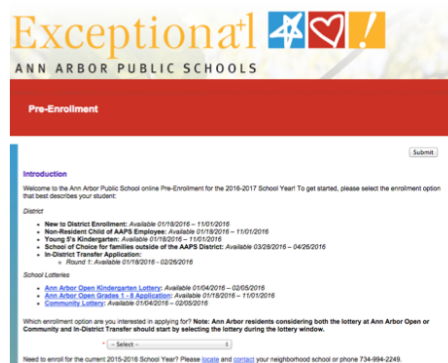 Exceptional
ANN ARBOR PUBLIC SCHOOLS
Pre-Enrollment
Submit
Introduction
Welcome to the Ann Arbor Public School online Pre-Enrollment for the 2016-2017 School Year! To get started, please select the enrollment option
that best describes your student:
District
New to District Enrollment: Available 01/18/2016 – 11/01/2016
Non-Resident Child of AAPS Employee: Available 01/18/2016 – 11/01/2016
Young 5's Kindergarten: Available 01/18/2016 – 11/01/2016
School of Choice for families outside of the AAPS District: Available 03/28/2016 – 04/26/2016
In-District Transfer Application:
Round 1: Available 01/18/2016 - 02/26/2016
School Lotteries
Ann Arbor Open Kindergarten Lottery: Available 01/04/2016 – 02/05/2016
Ann Arbor Open Grades 1 - 8 Application: Available 01/18/2016 – 11/01/2016
Community Lottery: Available 01/04/2016 – 02/05/2016
Which enrollment option are you interested in applying for? Note: Ann Arbor residents considering both the lottery at Ann Arbor Open or
Community and In-District Transfer should start by selecting the lottery during the lottery window.
* – Select –
Need to enroll for the current 2015-2016 School Year? Please locate and contact your neighborhood school or phone 734-994-2249.